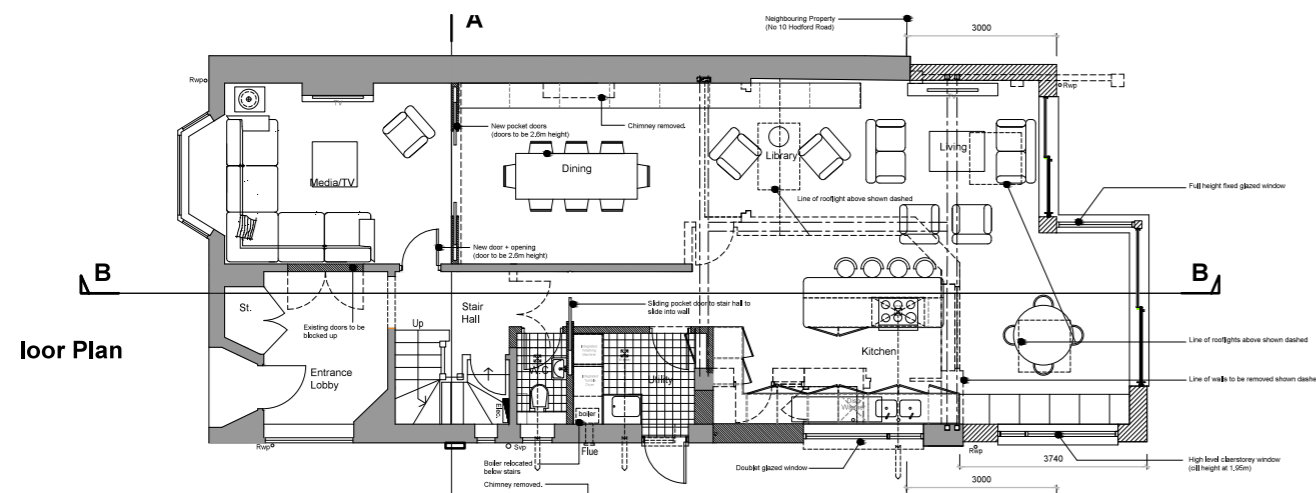 A
Neighbouring Property
(No 10 Hodford Road)
3000
Rwp
TV
Rwp
New pocket doors
(doors to be 2,6m height)
Chimney removed.
Dining
Library
Living
Media/TV
Full height fixed glazed window
Line of rooflight above shown dashed
New door + opening
(door to be 2,6m height)
B
B
St.
Stair
Hall
Sliding pocket door to stair hall to
slide into wall
Existing doors to be
blocked up
Up
loor Plan
Entrance
Lobby
W.C
Utility
Kitchen
Line of rooflights above shown dashed
Line of walls to be removed shown dashe
Elec.
boiler
Rwp
Svp
Flue
Boiler relocated
below stairs
Chimney removed.
Doublet glazed window
Rwp
3740
3000
High level claerstorey window
(cill height at 1,95m)